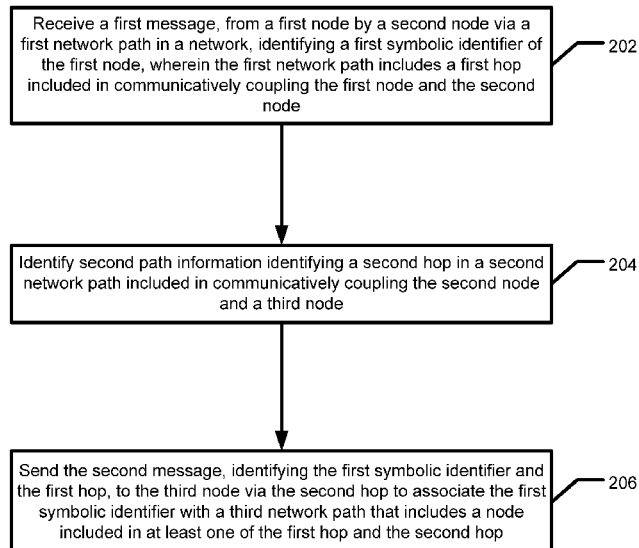 Receive a first message, from a first node by a second node via a
first network path in a network, identifying a first symbolic identifier of
the first node, wherein the first network path includes a first hop
included in communicatively coupling the first node and the second
node
202
Identify second path information identifying a second hop in a second
network path included in communicatively coupling the second node
and a third node
204
Send the second message, identifying the first symbolic identifier and
the first hop, to the third node via the second hop to associate the first
symbolic identifier with a third network path that includes a node
included in at least one of the first hop and the second hop
206